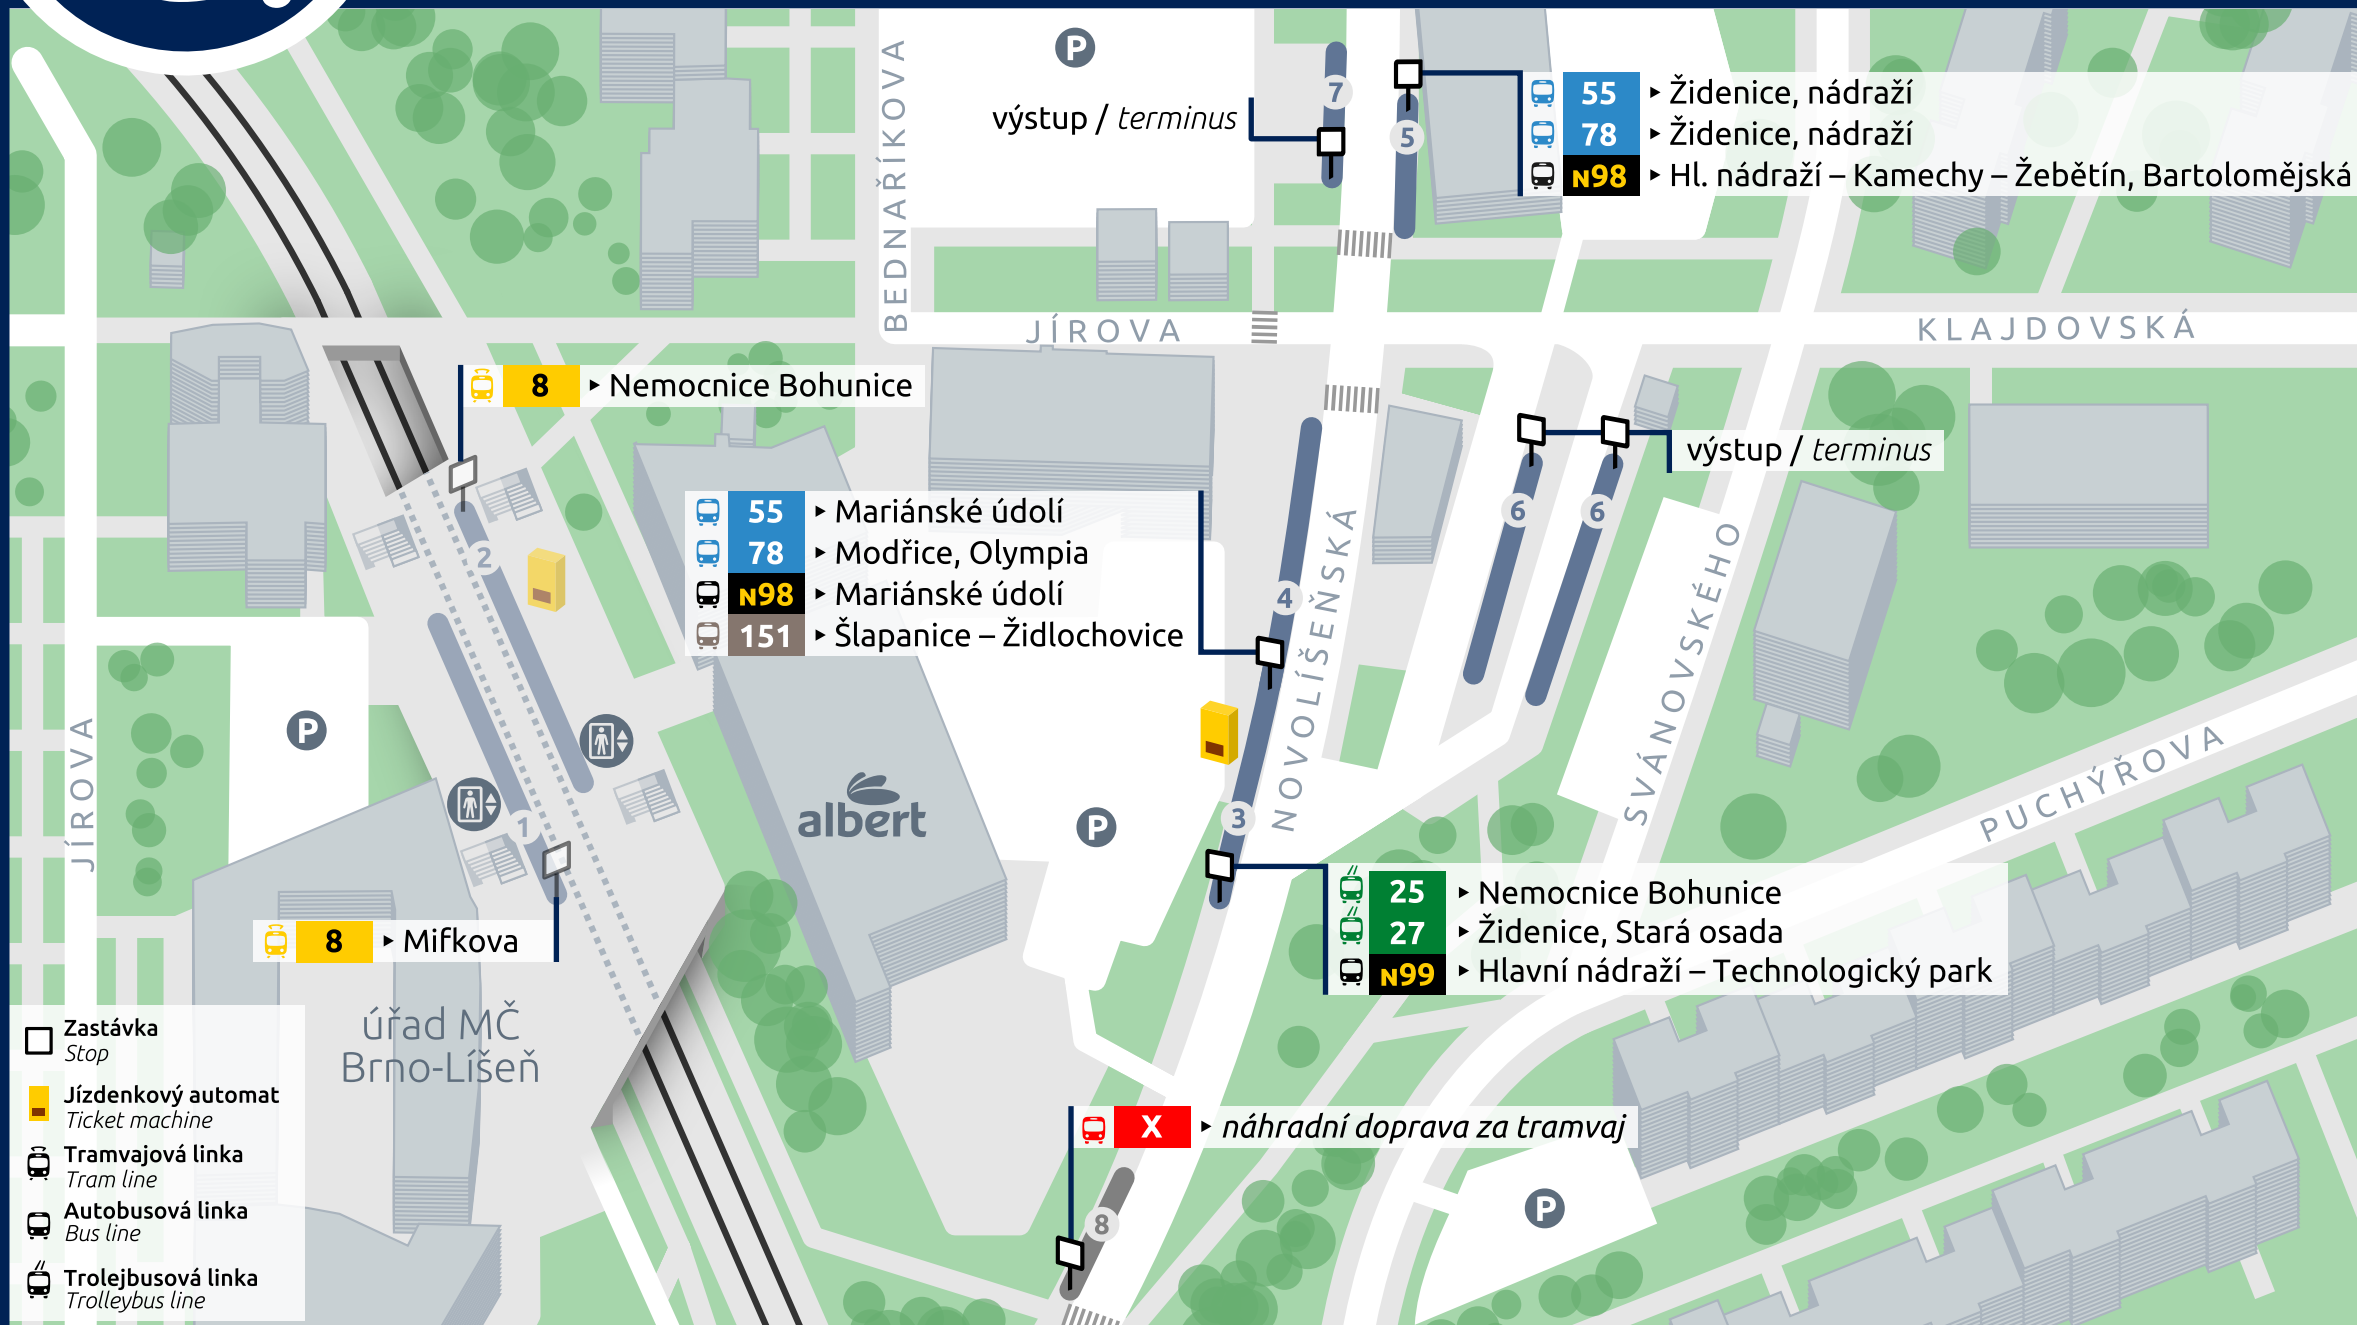 P
BEDNAŘÍKOVA
výstup / terminus
7
5
55 ▸ Židenice, nádraží
78 ▸ Židenice, nádraží
N98 ▸ Hl. nádraží – Kamechy – Žebětín, Bartolomějská
JÍROVA
KLAJDOVSKÁ
8 ▸ Nemocnice Bohunice
výstup / terminus
6
6
2
55 ▸ Mariánské údolí
78 ▸ Modřice, Olympia
N98 ▸ Mariánské údolí
151 ▸ Šlapanice – Židlochovice
4
NOVOLÍŠEŇSKÁ
SVÁNOVSKÉHO
PUCHÝŘOVA
JÍROVA
P
albert
P
3
1
25 ▸ Nemocnice Bohunice
27 ▸ Židenice, Stará osada
N99 ▸ Hlavní nádraží – Technologický park
8 ▸ Mifkova
úřad MČ
Brno-Líšeň
X ▸ náhradní doprava za tramvaj
8
P
Zastávka
Stop
Jízdenkový automat
Ticket machine
Tramvajová linka
Tram line
Autobusová linka
Bus line
Trolejbusová linka
Trolleybus line